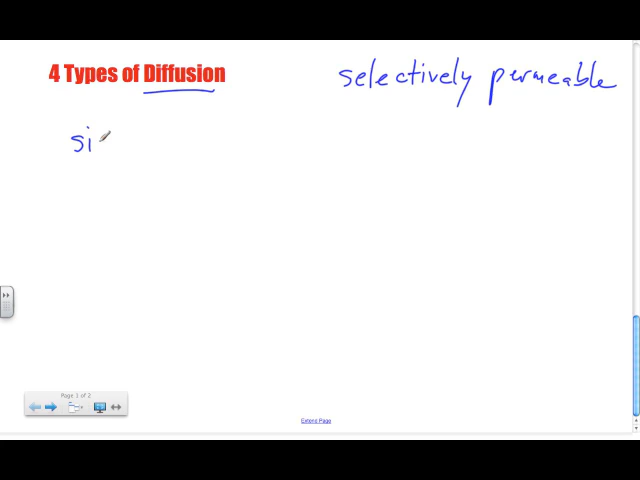 4 Types of Diffusion
selectively permeable
si
Page 1 of 2
Extend Page